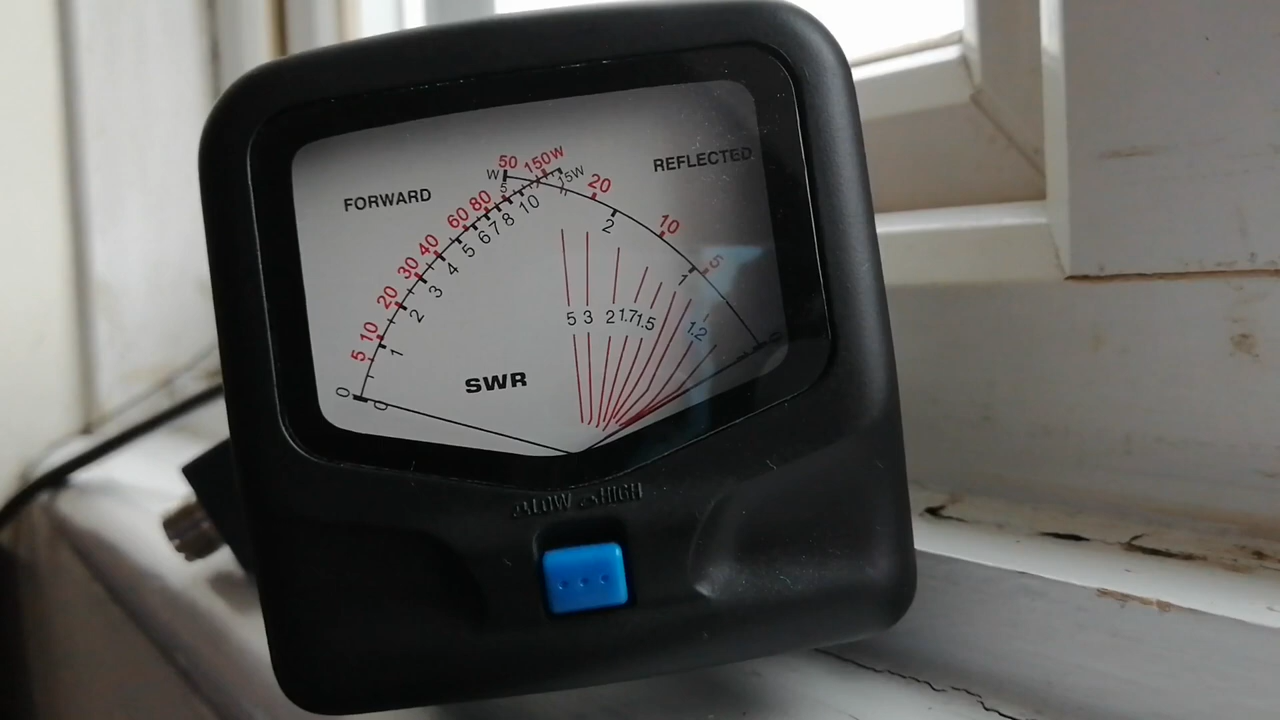 FORWARD
REFLECTED
W 50 150W
5 15W
5 10 20 30 40 60 80
0 1 2 3 4 5 6 7 8 10
0
20 10 5
2 1
5 3 2 1.7 1.5 1.2
SWR
LOW HIGH